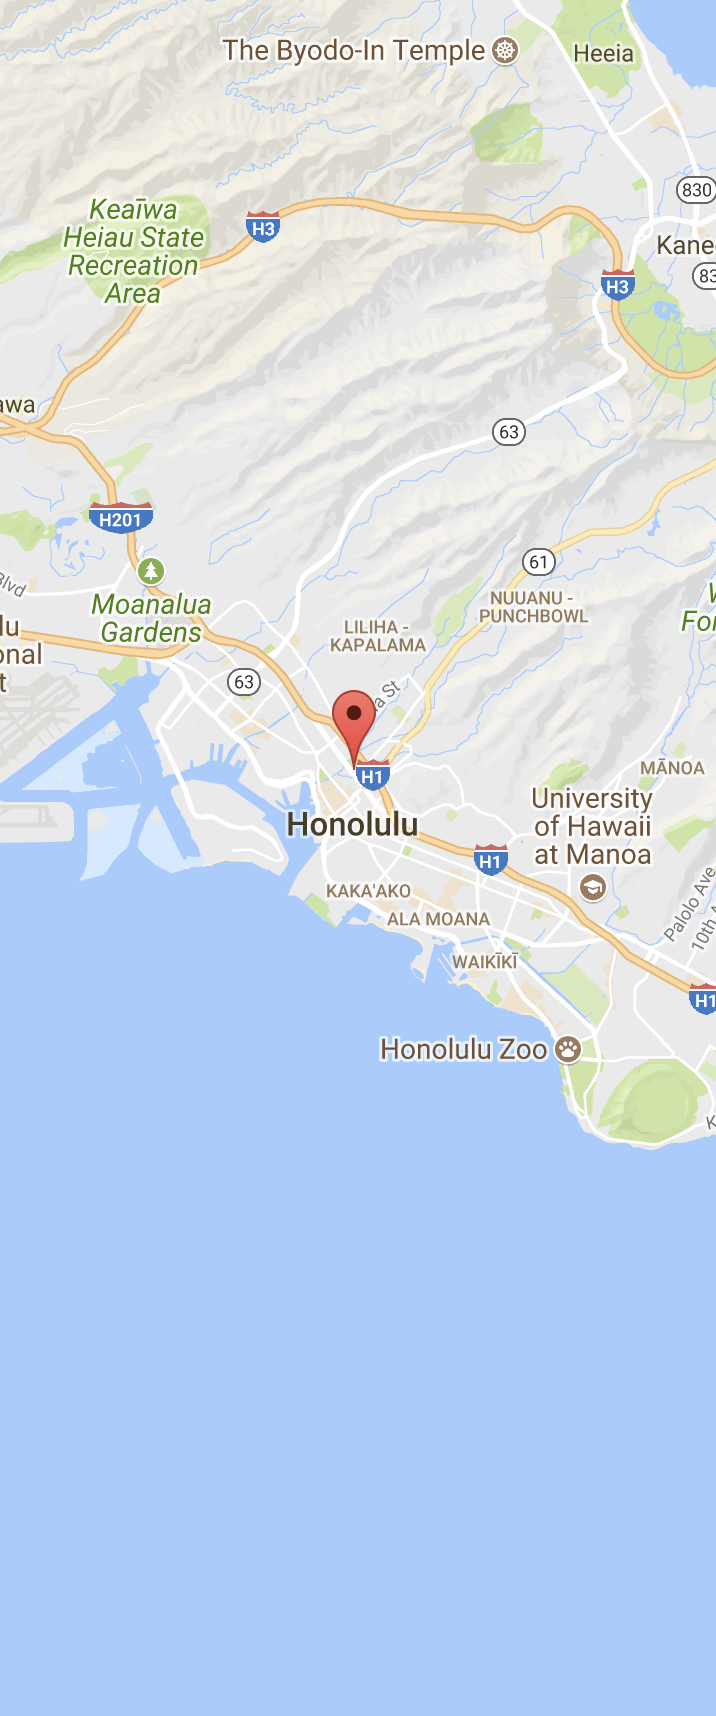 The Byodo-In Temple
Heeia
830
Keaīwa
Heiau State
Recreation
Area
H3
Kane
83
H3
awa
63
H201
61
Blvd
Moanalua
Gardens
NUUANU -
PUNCHBOWL
LILIHA -
KAPALAMA
W
For
lu
onal
t
63
a St
H1
MĀNOA
University
of Hawaii
at Manoa
Honolulu
H1
KAKA'AKO
ALA MOANA
Palolo Ave
10th A
WAIKĪKĪ
H1
Honolulu Zoo
K